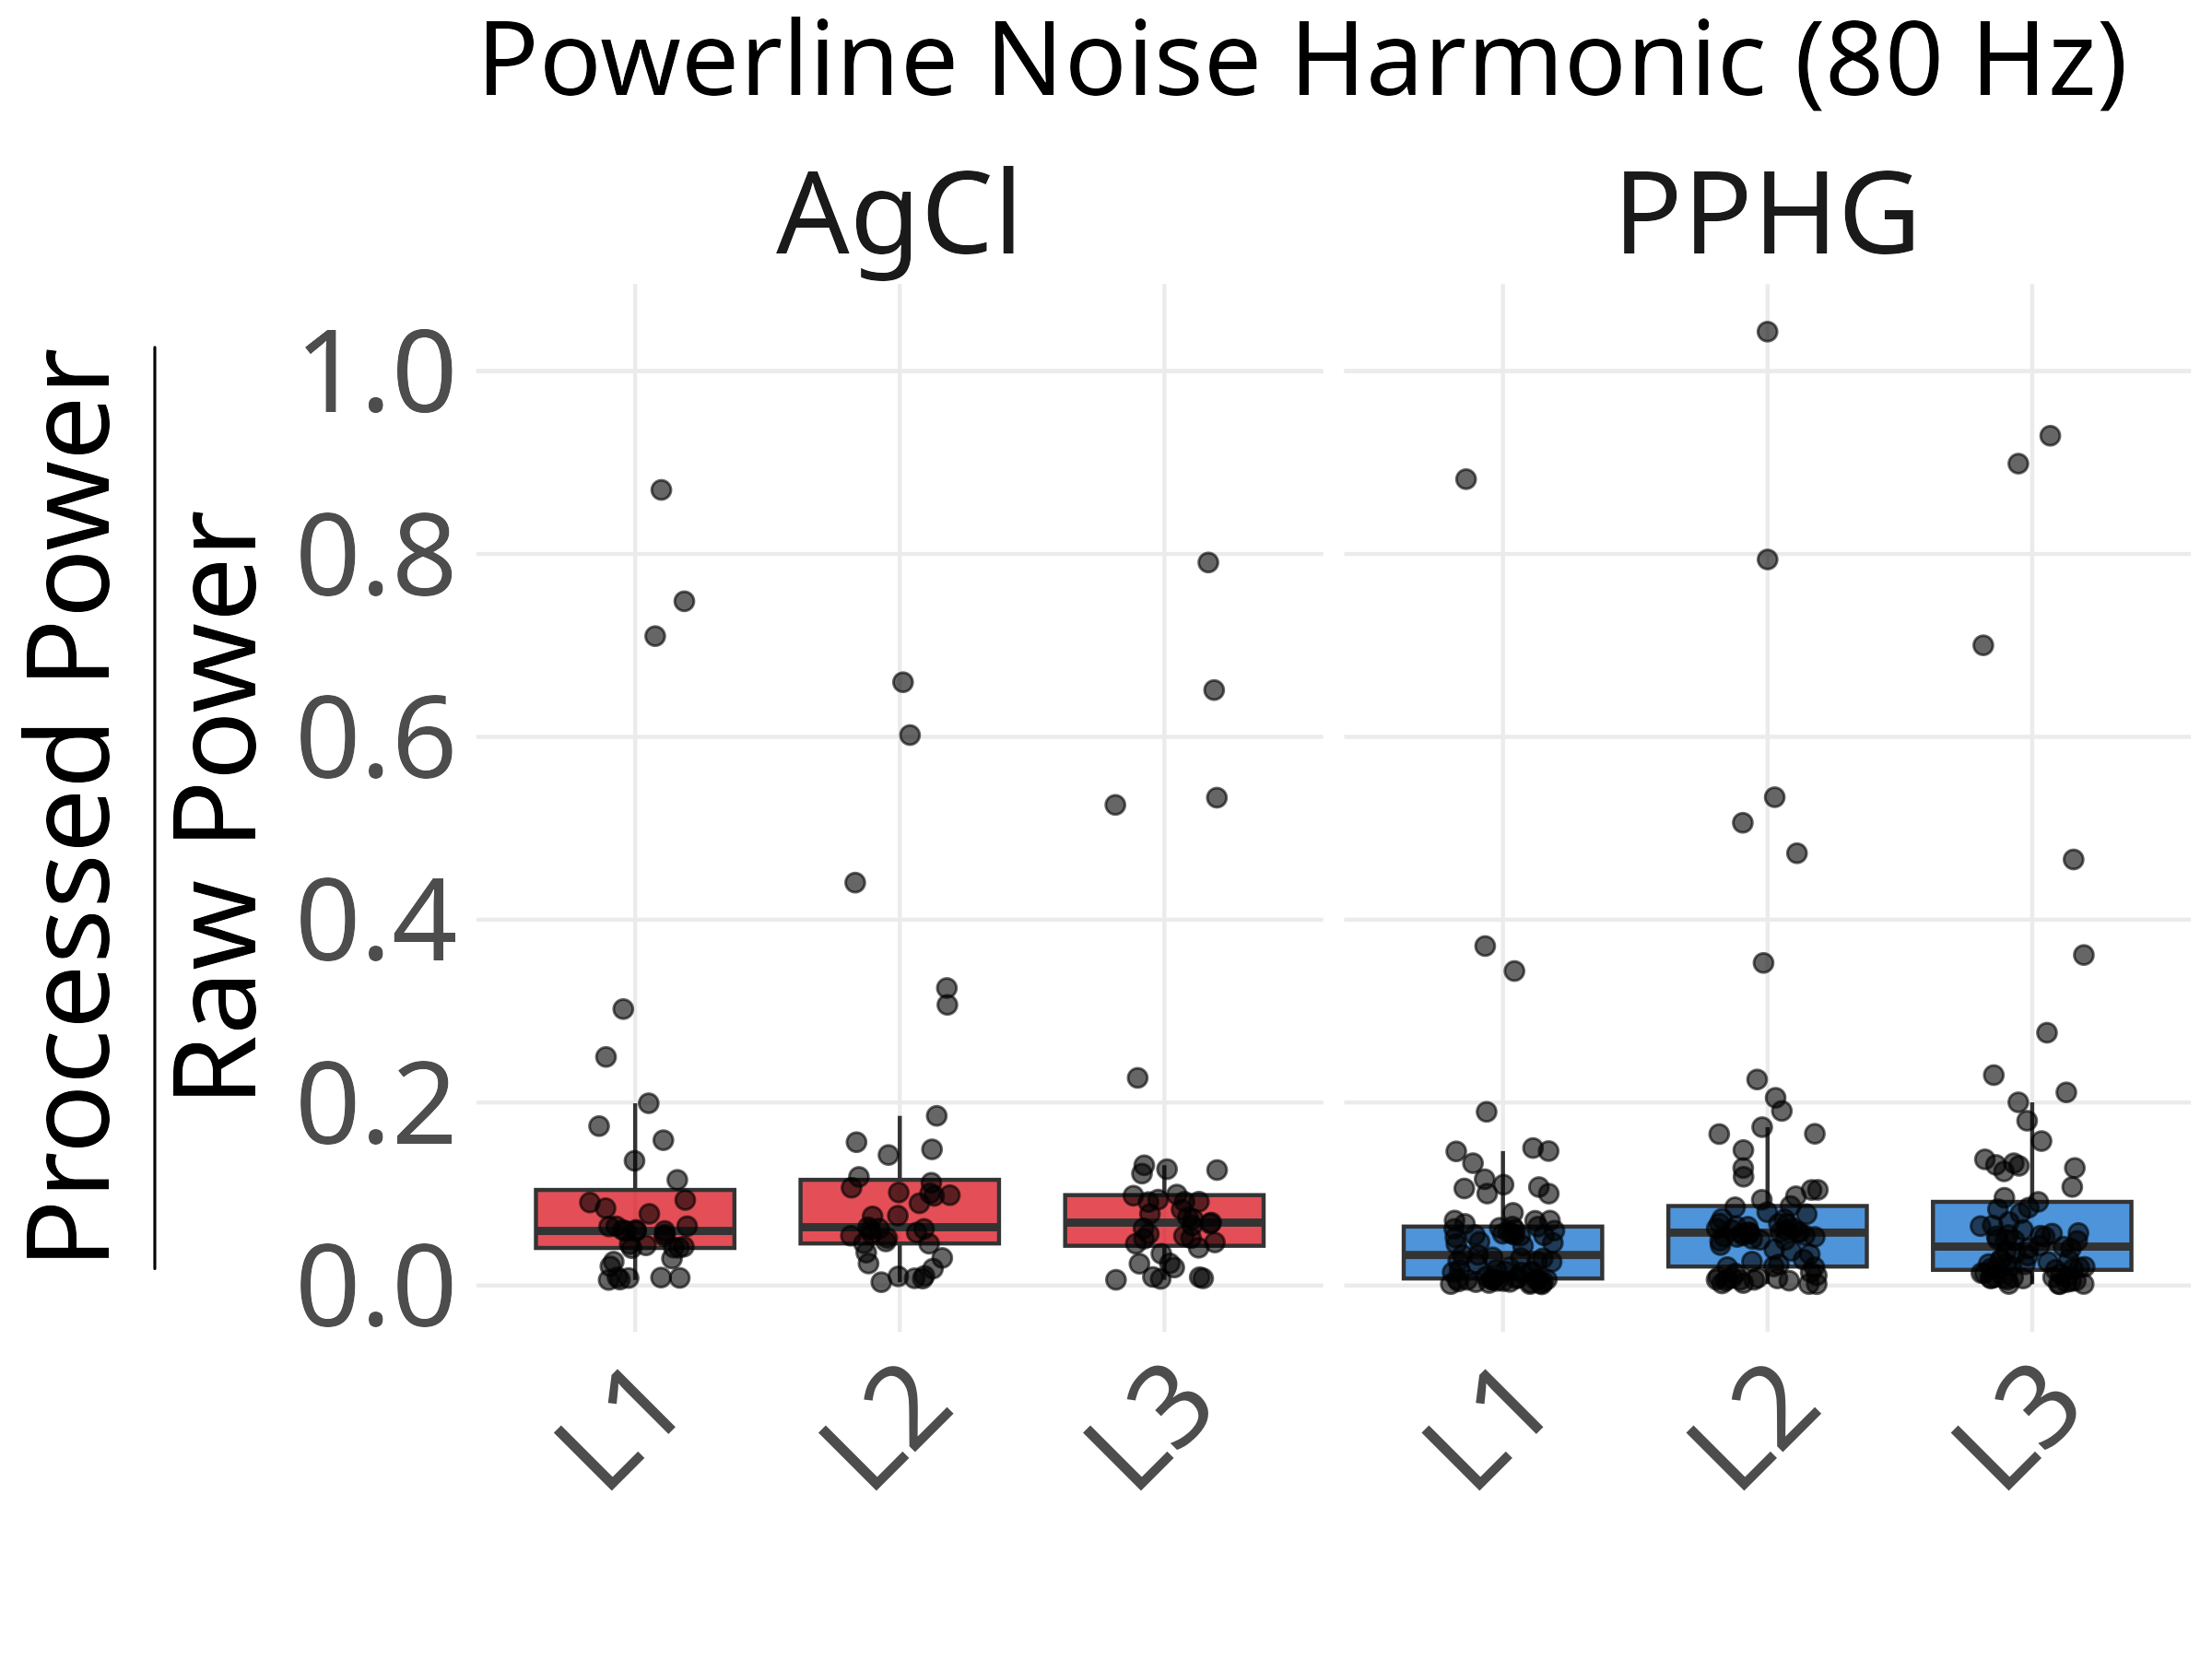 Powerline Noise Harmonic (80 Hz)
AgCl
PPHG
Processed Power
Raw Power
1.0
0.8
0.6
0.4
0.2
0.0
L1
L2
L3
L1
L2
L3